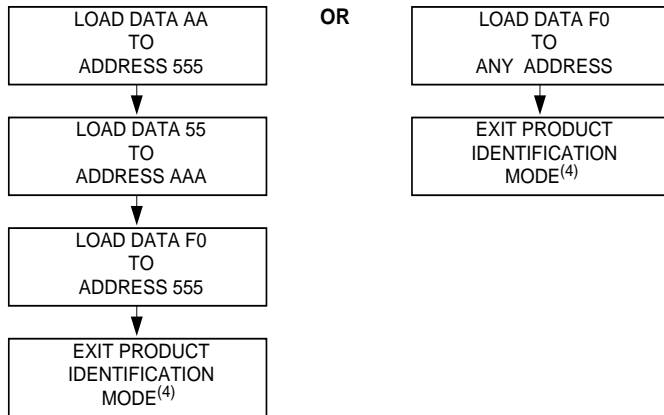 LOAD DATA AA
TO
ADDRESS 555
LOAD DATA 55
TO
ADDRESS AAA
LOAD DATA F0
TO
ADDRESS 555
EXIT PRODUCT
IDENTIFICATION
MODE(4)
OR
LOAD DATA F0
TO
ANY ADDRESS
EXIT PRODUCT
IDENTIFICATION
MODE(4)